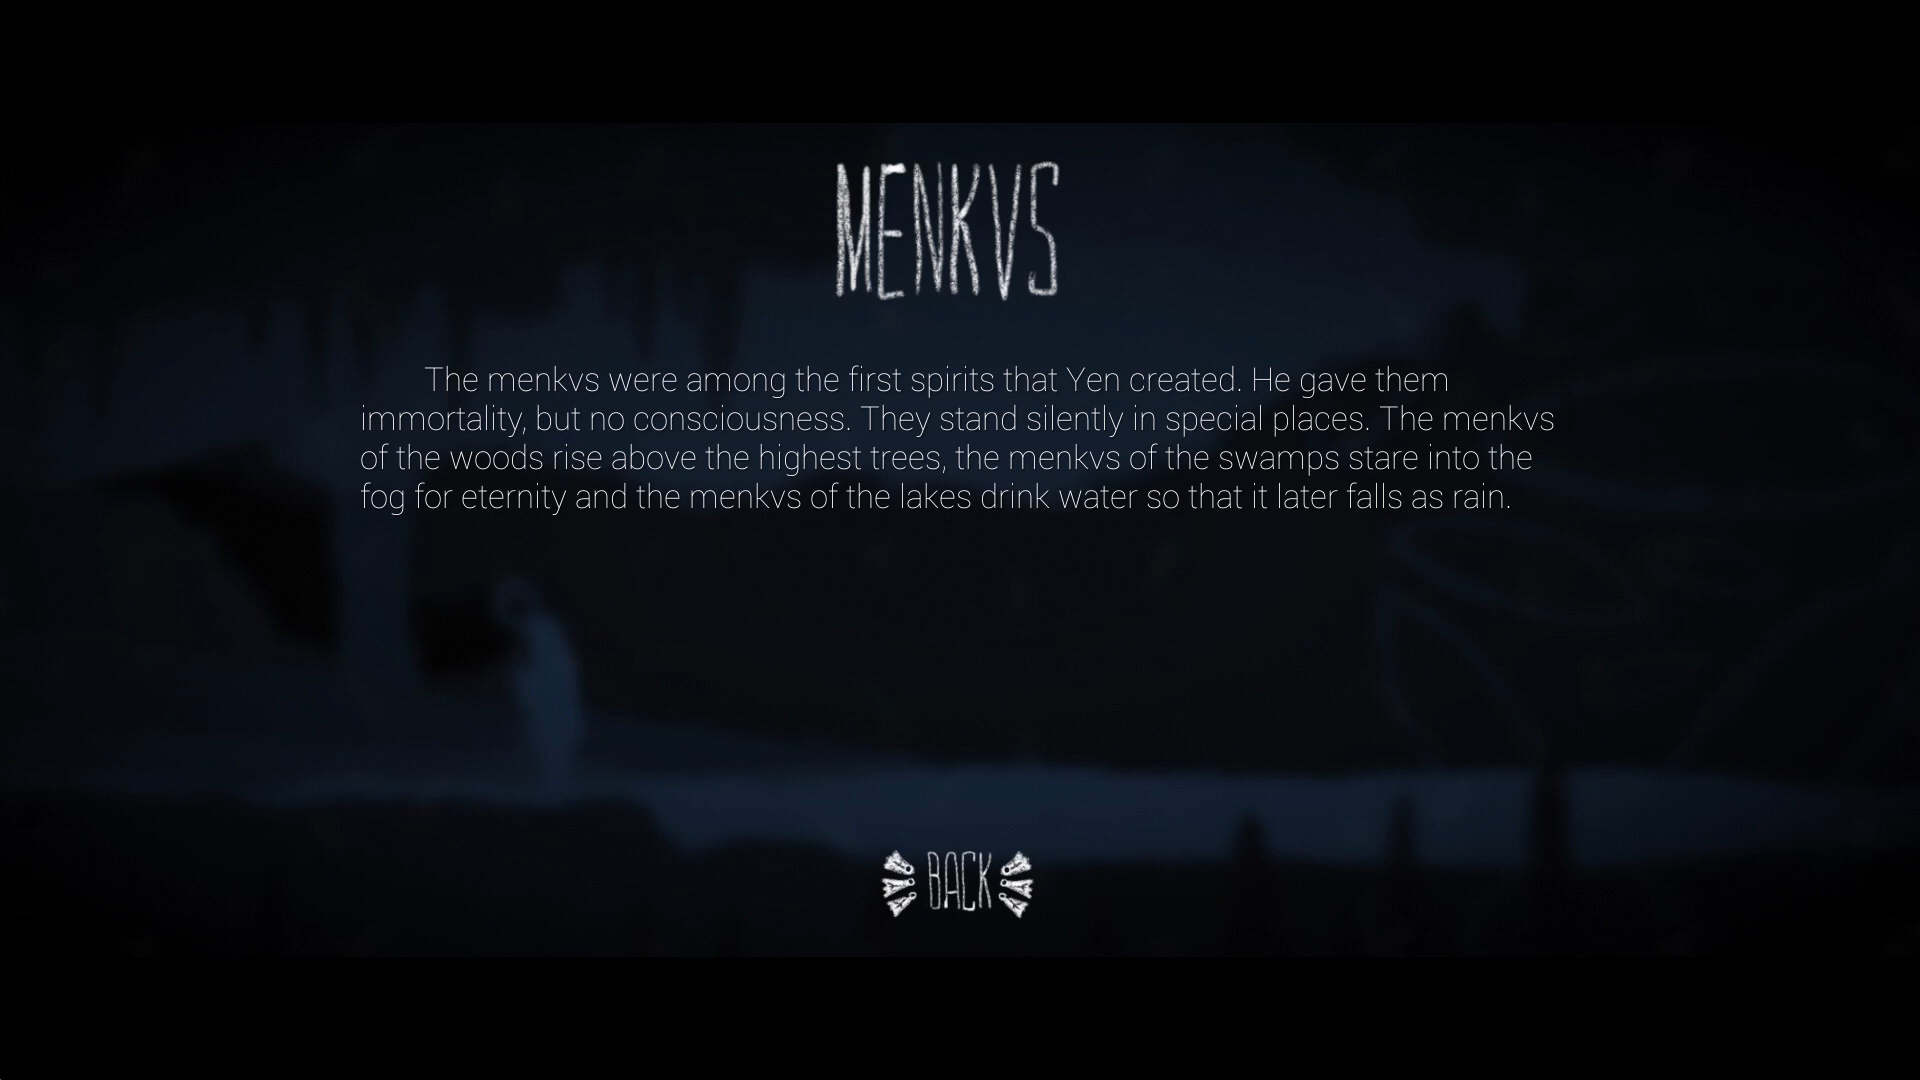 MENKVS
The menkvs were among the first spirits that Yen created. He gave them
immortality, but no consciousness. They stand silently in special places. The menkvs
of the woods rise above the highest trees, the menkvs of the swamps stare into the
fog for eternity and the menkvs of the lakes drink water so that it later falls as rain.
BACK